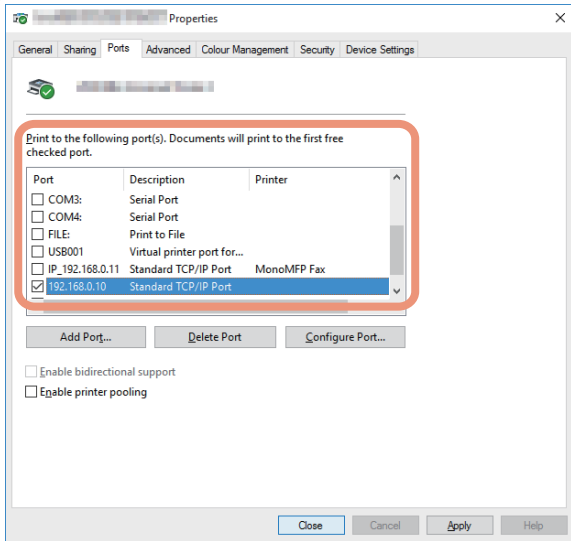 Properties
General Sharing Ports Advanced Colour Management Security Device Settings
Print to the following port(s). Documents will print to the first free
checked port.
Port Description Printer
COM3: Serial Port
COM4: Serial Port
FILE: Print to File
USB001 Virtual printer port for...
IP_192.168.0.11 Standard TCP/IP Port MonoMFP Fax
192.168.0.10 Standard TCP/IP Port
Add Port... Delete Port Configure Port...
Enable bidirectional support
Enable printer pooling
Close Cancel Apply Help